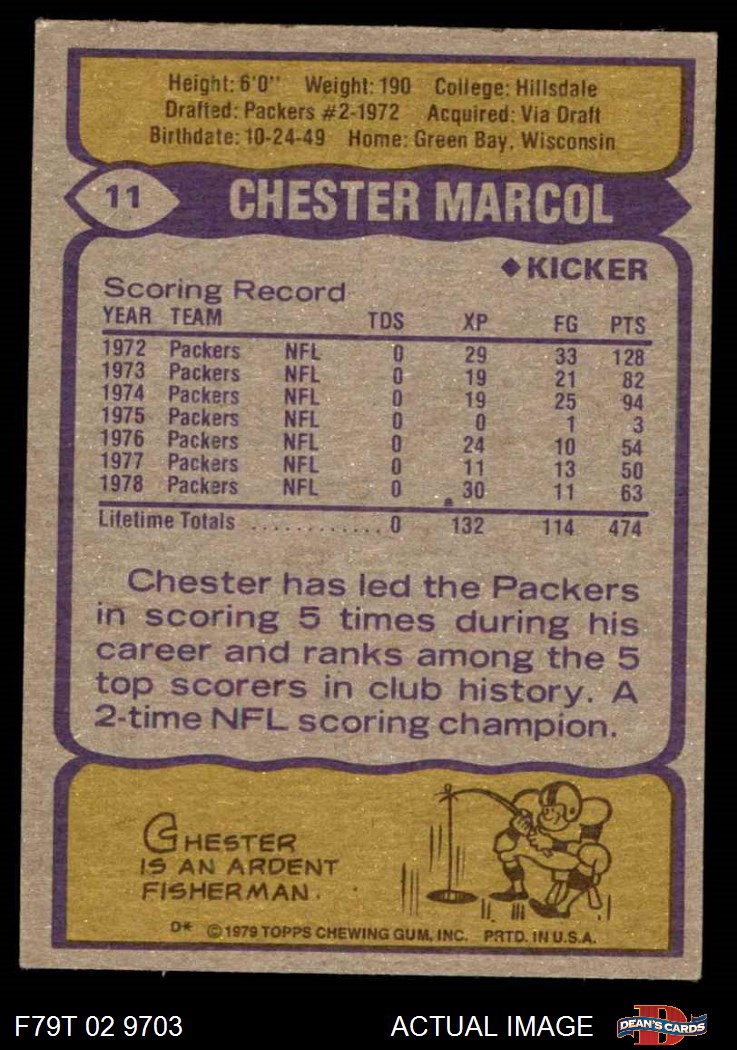 Height: 6'0" Weight: 190 College: Hillsdale
Drafted: Packers #2-1972 Acquired: Via Draft
Birthdate: 10-24-49 Home: Green Bay, Wisconsin
11 CHESTER MARCOL
◆KICKER
Scoring Record
YEAR TEAM TDS XP FG PTS
1972 Packers NFL 0 29 33 128
1973 Packers NFL 0 19 21 82
1974 Packers NFL 0 19 25 94
1975 Packers NFL 0 0 1 3
1976 Packers NFL 0 24 10 54
1977 Packers NFL 0 11 13 50
1978 Packers NFL 0 30 11 63
Lifetime Totals ............ 0 132 114 474
Chester has led the Packers
in scoring 5 times during his
career and ranks among the 5
top scorers in club history. A
2-time NFL scoring champion.
CHESTER
IS AN ARDENT
FISHERMAN.
D* © 1979 TOPPS CHEWING GUM, INC. PRTD. IN U.S.A.
F79T 02 9703 ACTUAL IMAGE D DEAN'S CARDS